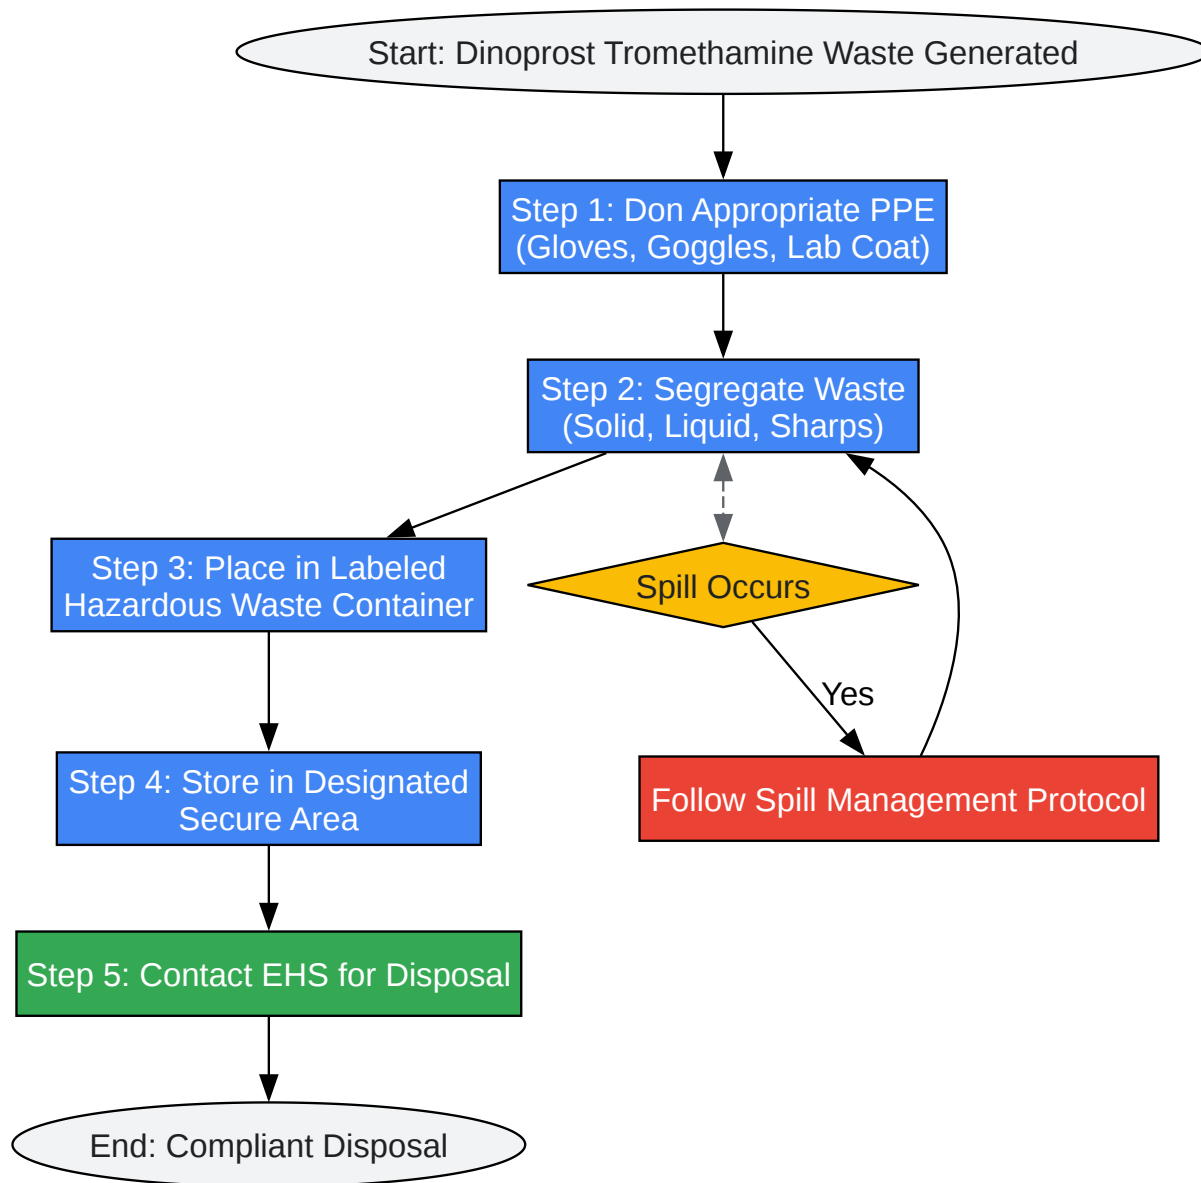 Start: Dinoprost Tromethamine Waste Generated
Step 1: Don Appropriate PPE
(Gloves, Goggles, Lab Coat)
Step 2: Segregate Waste
(Solid, Liquid, Sharps)
Step 3: Place in Labeled
Hazardous Waste Container
Spill Occurs
Yes
Step 4: Store in Designated
Secure Area
Follow Spill Management Protocol
Step 5: Contact EHS for Disposal
End: Compliant Disposal